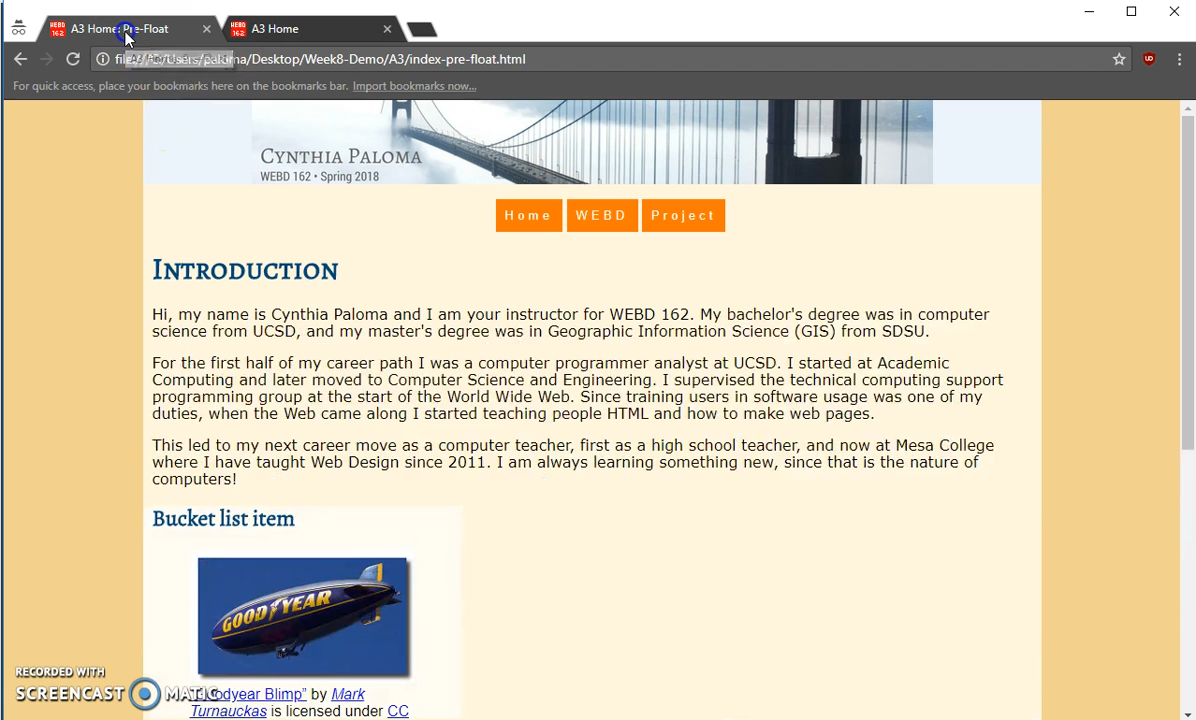 WEBD 162 A3 Home: Pre-Float
WEBD 162 A3 Home
file:///C:/Users/paloma/Desktop/Week8-Demo/A3/index-pre-float.html
For quick access, place your bookmarks here on the bookmarks bar. Import bookmarks now...
Cynthia Paloma
WEBD 162 • Spring 2018
Home WEBD Project
Introduction
Hi, my name is Cynthia Paloma and I am your instructor for WEBD 162. My bachelor's degree was in computer
science from UCSD, and my master's degree was in Geographic Information Science (GIS) from SDSU.
For the first half of my career path I was a computer programmer analyst at UCSD. I started at Academic
Computing and later moved to Computer Science and Engineering. I supervised the technical computing support
programming group at the start of the World Wide Web. Since training users in software usage was one of my
duties, when the Web came along I started teaching people HTML and how to make web pages.
This led to my next career move as a computer teacher, first as a high school teacher, and now at Mesa College
where I have taught Web Design since 2011. I am always learning something new, since that is the nature of
computers!
Bucket list item
GOODYEAR
"Goodyear Blimp" by Mark
Turnauckas is licensed under CC
RECORDED WITH
SCREENCAST MATIC